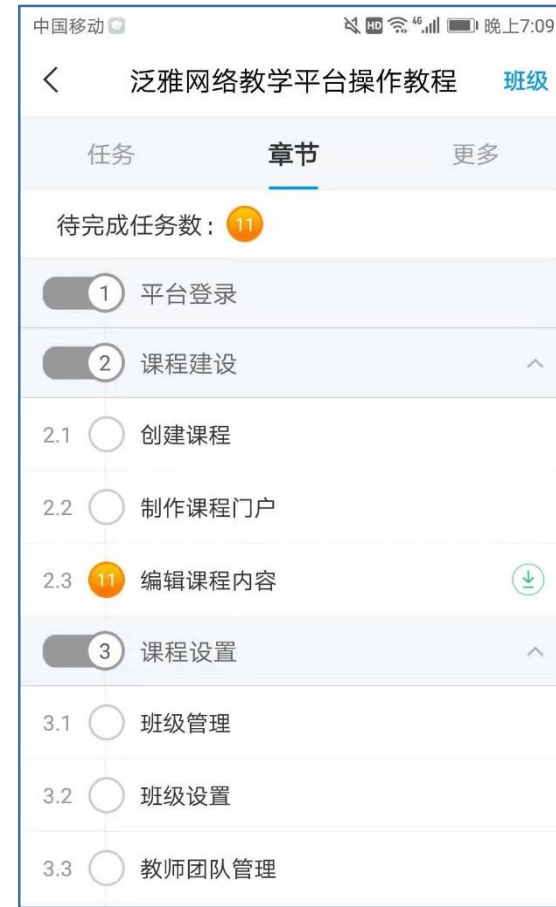 中国移动 HD 4G 晚上7:09
泛雅网络教学平台操作教程 班级
任务 章节 更多
待完成任务数: 11
1 平台登录
2 课程建设
2.1 创建课程
2.2 制作课程门户
2.3 11 编辑课程内容
3 课程设置
3.1 班级管理
3.2 班级设置
3.3 教师团队管理